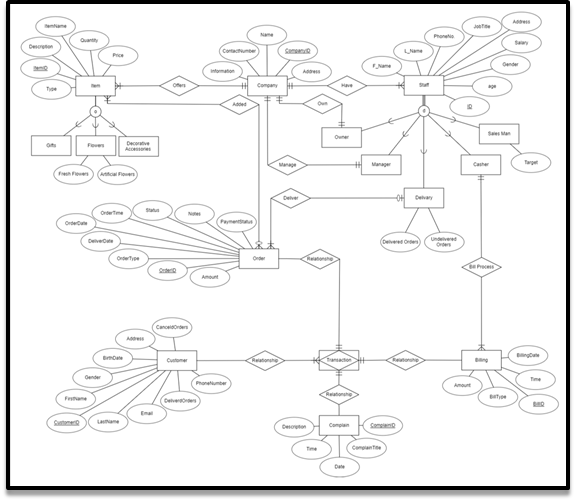 ItemName
Quantity
Description
Price
ItemID
Type
Item
Name
ContactNumber
CompanyID
Information
Address
Company
Offers
Have
L_Name
PhoneNo
JobTitle
Address
F_Name
Salary
Gender
age
ID
Staff
Added
Own
Owner
o
d
Gifts
Flowers
Decorative
Accessories
Fresh Flowers
Artificial Flowers
Manage
Manager
Casher
Sales Man
Target
Deliver
Delivary
Delivered Orders
Undelivered
Orders
OrderTime
Status
Notes
PaymentStatus
OrderDate
DeliverDate
OrderType
OrderID
Amount
Order
Relationship
Bill Process
CanceldOrders
Address
BirthDate
Gender
FirstName
CustomerID
LastName
Email
DeliverdOrders
PhoneNumber
Customer
Relationship
Transaction
Relationship
Billing
BillingDate
Time
BillID
BillType
Amount
Relationship
Complain
Description
ComplainID
Time
ComplainTitle
Date